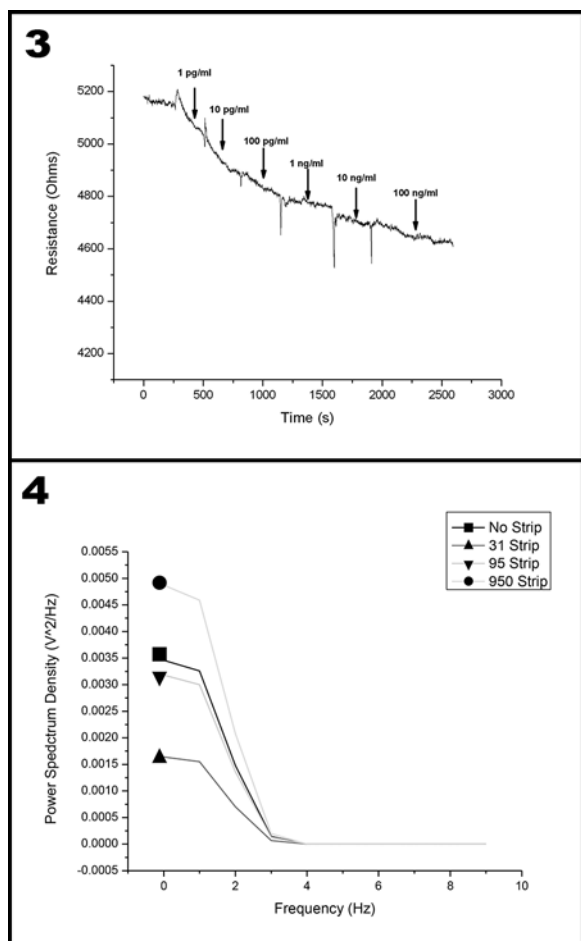 3
1 pg/ml
10 pg/ml
100 pg/ml
1 ng/ml
10 ng/ml
100 ng/ml
5200
5000
4800
4600
4400
4200
Resistance (Ohms)
0 500 1000 1500 2000 2500 3000
Time (s)
4
No Strip
31 Strip
95 Strip
950 Strip
0.0055
0.0050
0.0045
0.0040
0.0035
0.0030
0.0025
0.0020
0.0015
0.0010
0.0005
0.0000
-0.0005
Power Spedctrum Density (V^2/Hz)
0 2 4 6 8 10
Frequency (Hz)